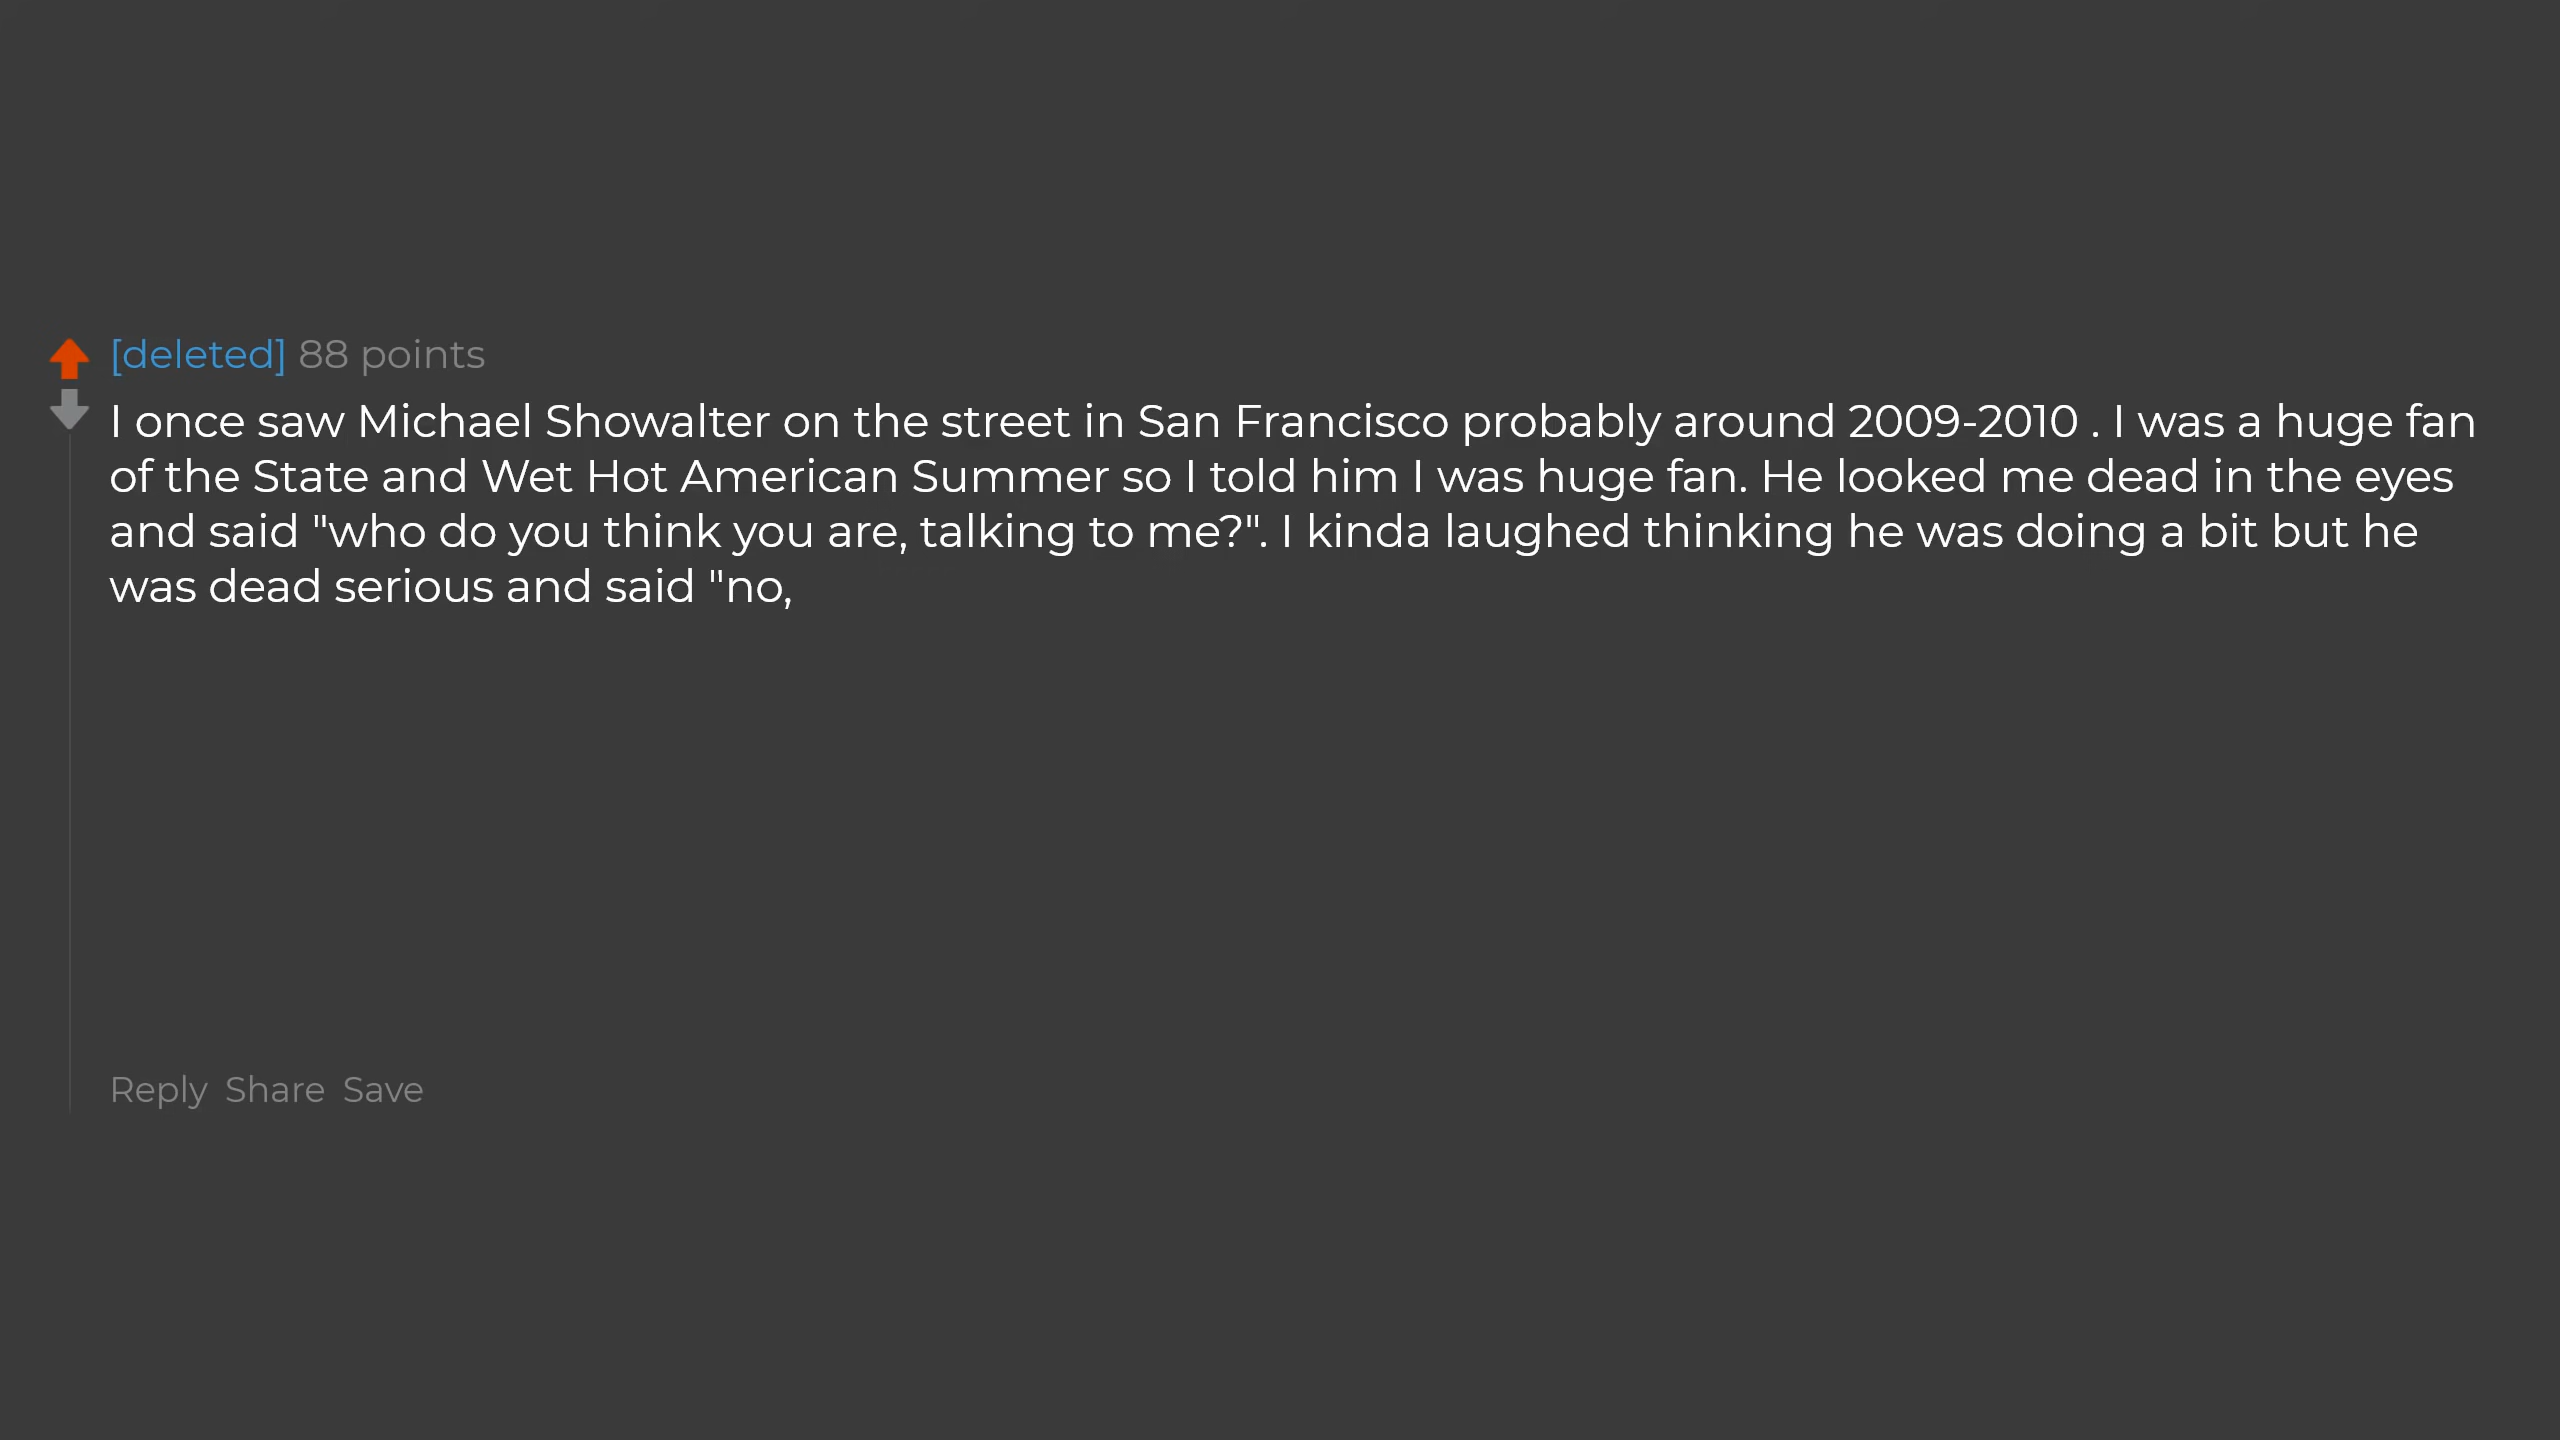 [deleted] 88 points
I once saw Michael Showalter on the street in San Francisco probably around 2009-2010 . I was a huge fan
of the State and Wet Hot American Summer so I told him I was huge fan. He looked me dead in the eyes
and said "who do you think you are, talking to me?". I kinda laughed thinking he was doing a bit but he
was dead serious and said "no,
Reply Share Save